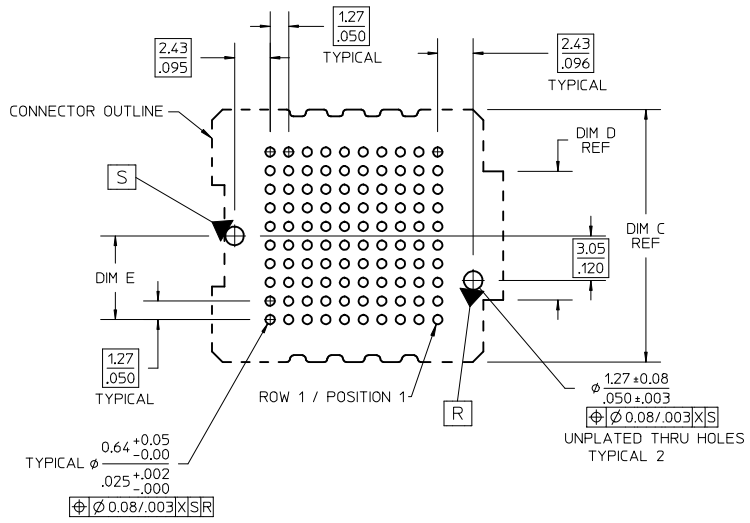 1.27
.050
TYPICAL
2.43
.095
2.43
.096
TYPICAL
CONNECTOR OUTLINE
DIM D
REF
S
DIM C
REF
3.05
.120
DIM E
1.27
.050
TYPICAL
ROW 1 / POSITION 1
R
⌀ 1.27 ±0.08
.050 ±.003
⌖ ⌀ 0.08/.003 X S
UNPLATED THRU HOLES
TYPICAL 2
TYPICAL ⌀ 0.64 +0.05 -0.00
.025 +.002 -.000
⌖ ⌀ 0.08/.003 X S R